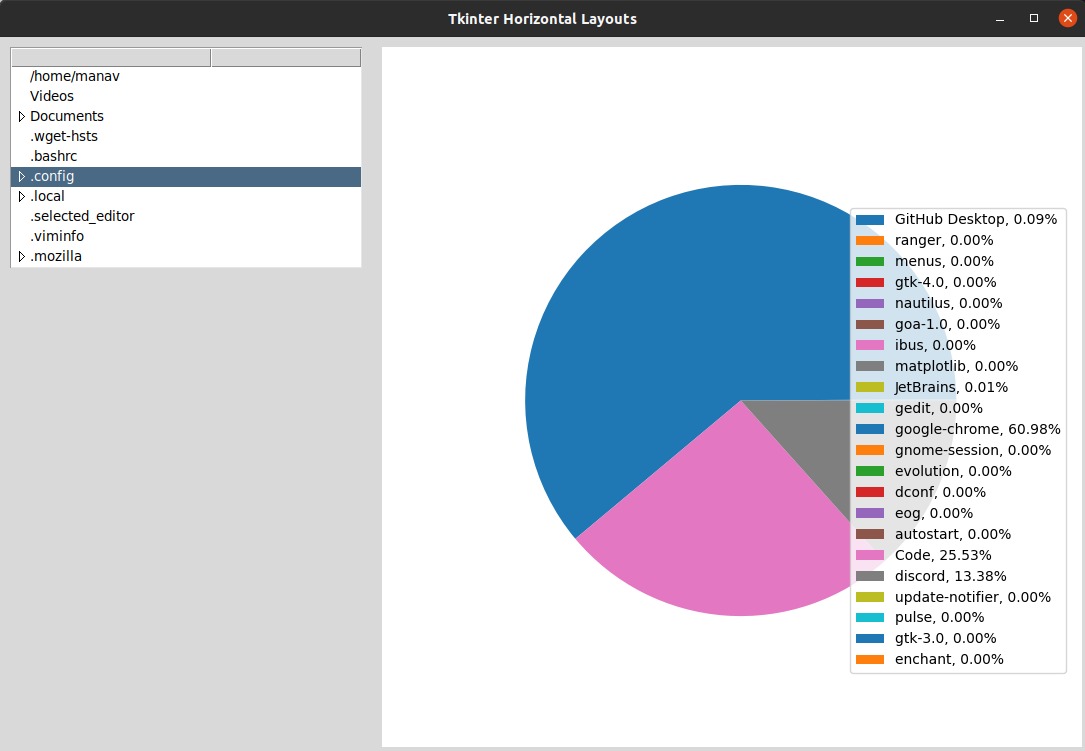 Tkinter Horizontal Layouts
/home/manav
Videos
Documents
.wget-hsts
.bashrc
.config
.local
.selected_editor
.viminfo
.mozilla
GitHub Desktop, 0.09%
ranger, 0.00%
menus, 0.00%
gtk-4.0, 0.00%
nautilus, 0.00%
goa-1.0, 0.00%
ibus, 0.00%
matplotlib, 0.00%
JetBrains, 0.01%
gedit, 0.00%
google-chrome, 60.98%
gnome-session, 0.00%
evolution, 0.00%
dconf, 0.00%
eog, 0.00%
autostart, 0.00%
Code, 25.53%
discord, 13.38%
update-notifier, 0.00%
pulse, 0.00%
gtk-3.0, 0.00%
enchant, 0.00%